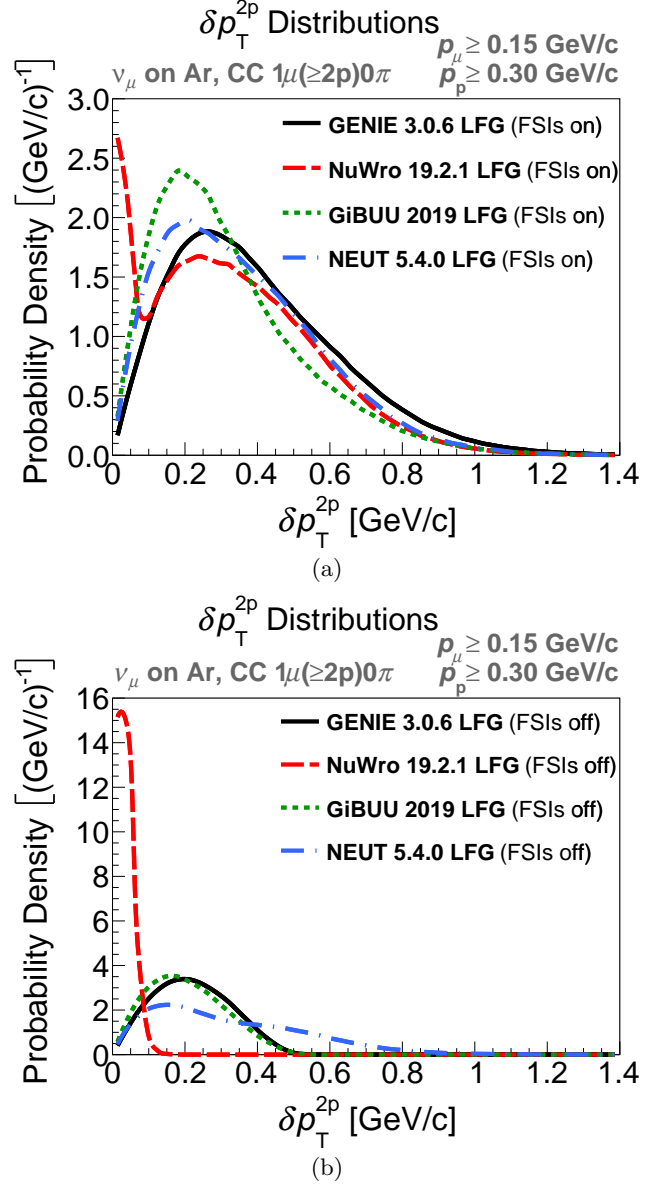 δp_T^2p Distributions
p_μ ≥ 0.15 GeV/c
ν_μ on Ar, CC 1μ(≥2p)0π p_p ≥ 0.30 GeV/c
Probability Density [(GeV/c)^-1]
3.0
2.5
2.0
1.5
1.0
0.5
0.0
GENIE 3.0.6 LFG (FSIs on)
NuWro 19.2.1 LFG (FSIs on)
GiBUU 2019 LFG (FSIs on)
NEUT 5.4.0 LFG (FSIs on)
0 0.2 0.4 0.6 0.8 1 1.2 1.4
δp_T^2p [GeV/c]
(a)
δp_T^2p Distributions
p_μ ≥ 0.15 GeV/c
ν_μ on Ar, CC 1μ(≥2p)0π p_p ≥ 0.30 GeV/c
Probability Density [(GeV/c)^-1]
16
14
12
10
8
6
4
2
0
GENIE 3.0.6 LFG (FSIs off)
NuWro 19.2.1 LFG (FSIs off)
GiBUU 2019 LFG (FSIs off)
NEUT 5.4.0 LFG (FSIs off)
0 0.2 0.4 0.6 0.8 1 1.2 1.4
δp_T^2p [GeV/c]
(b)